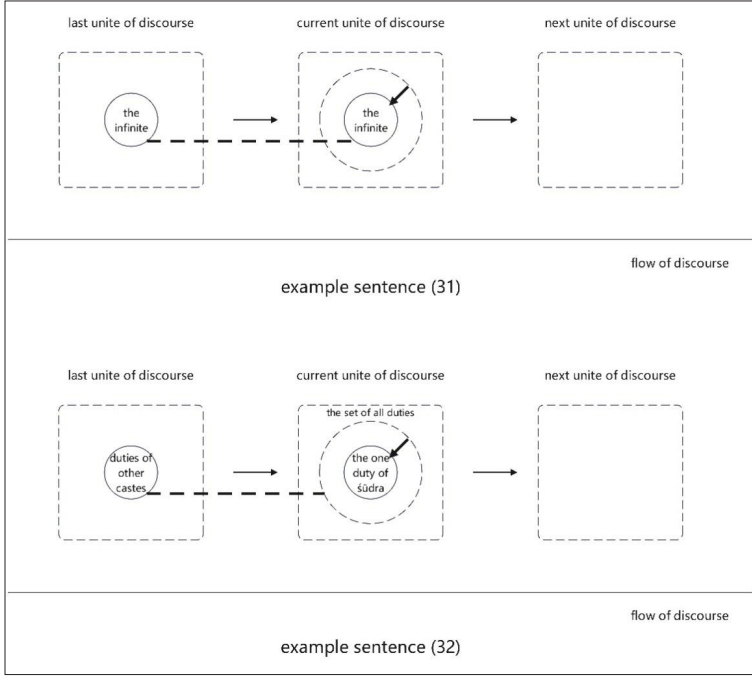 last unite of discourse
current unite of discourse
next unite of discourse
the
infinite
the
infinite
flow of discourse
example sentence (31)
last unite of discourse
current unite of discourse
next unite of discourse
the set of all duties
duties of
other
castes
the one
duty of
śūdra
flow of discourse
example sentence (32)